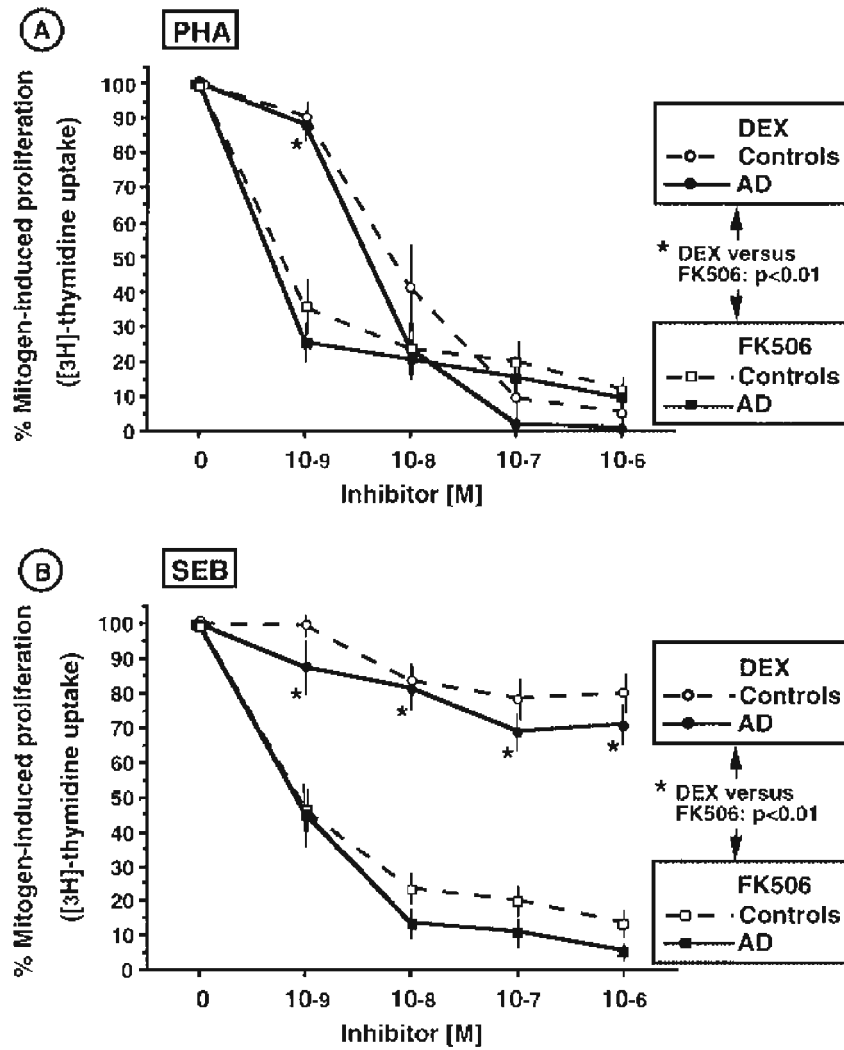 A PHA
% Mitogen-induced proliferation
([3H]-thymidine uptake)
100
90
80
70
60
50
40
30
20
10
0
0 10-9 10-8 10-7 10-6
Inhibitor [M]
*
DEX
Controls
AD
* DEX versus
FK506: p<0.01
FK506
Controls
AD
B SEB
% Mitogen-induced proliferation
([3H]-thymidine uptake)
100
90
80
70
60
50
40
30
20
10
0
0 10-9 10-8 10-7 10-6
Inhibitor [M]
* * * *
DEX
Controls
AD
* DEX versus
FK506: p<0.01
FK506
Controls
AD